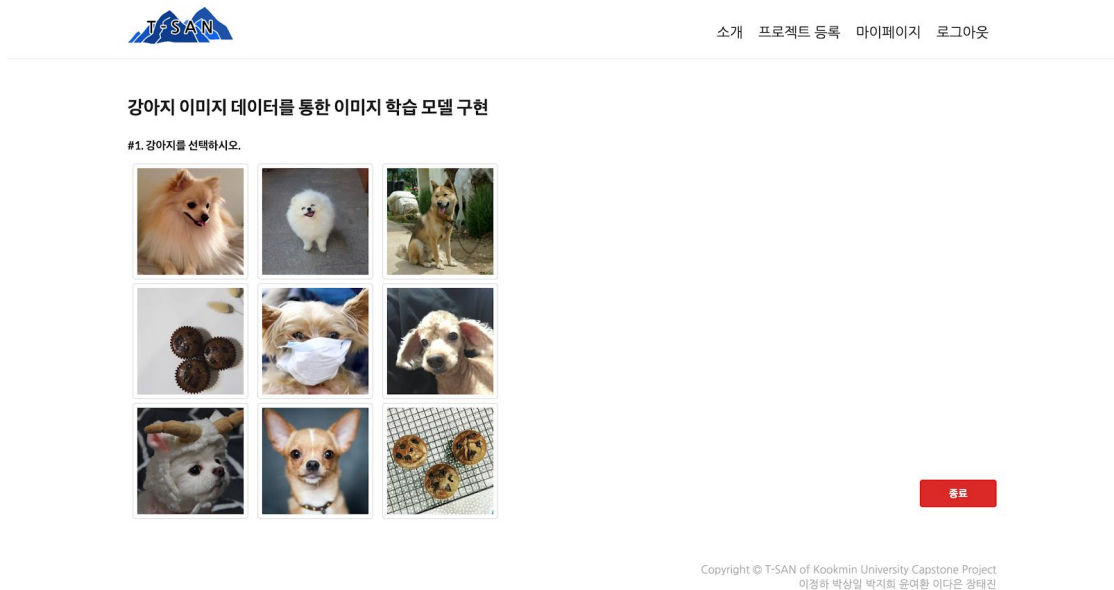 T-SAN
소개 프로젝트 등록 마이페이지 로그아웃
강아지 이미지 데이터를 통한 이미지 학습 모델 구현
#1. 강아지를 선택하시오.
종료
Copyright © T-SAN of Kookmin University Capstone Project
이정하 박상일 박지희 윤여환 이다은 장태진